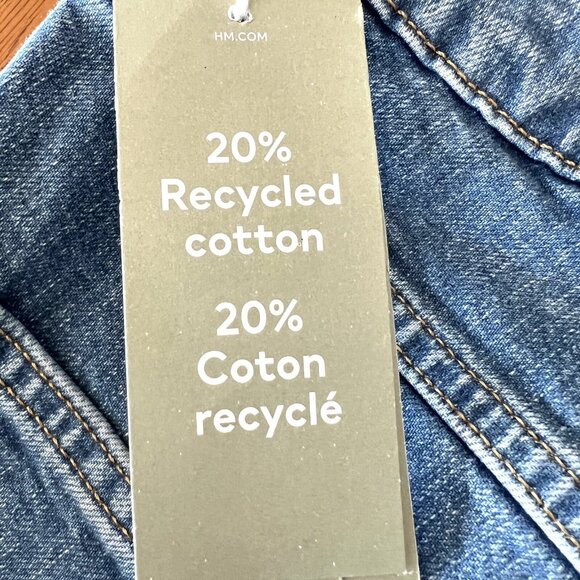 HM.COM
20%
Recycled
cotton
20%
Coton
recyclé